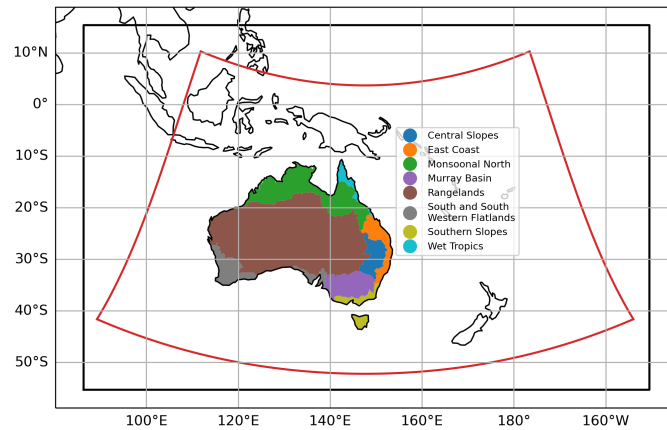 10°N
0°
10°S
20°S
30°S
40°S
50°S
Central Slopes
East Coast
Monsoonal North
Murray Basin
Rangelands
South and South
Western Flatlands
Southern Slopes
Wet Tropics
100°E
120°E
140°E
160°E
180°
160°W